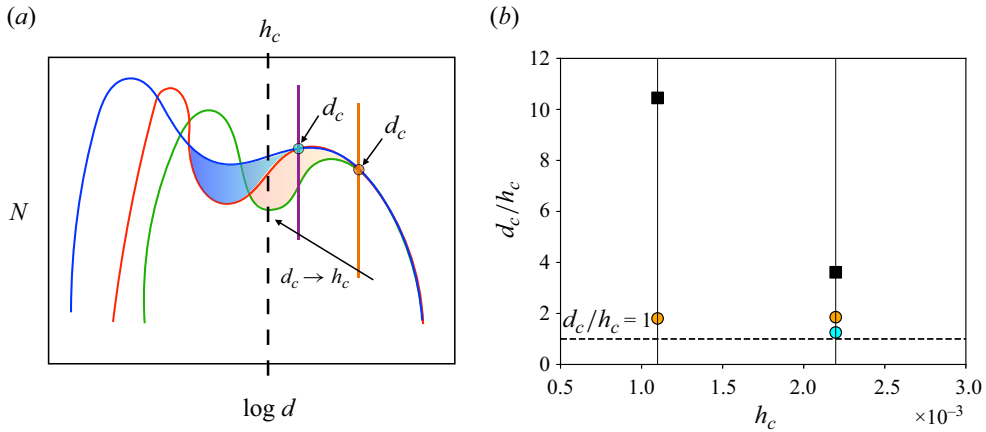 (a)
h_c
d_c
d_c
N
d_c → h_c
log d
(b)
12
10
8
6
4
2
0
d_c/h_c
d_c/h_c = 1
0.5
1.0
1.5
2.0
2.5
3.0
h_c
×10⁻³